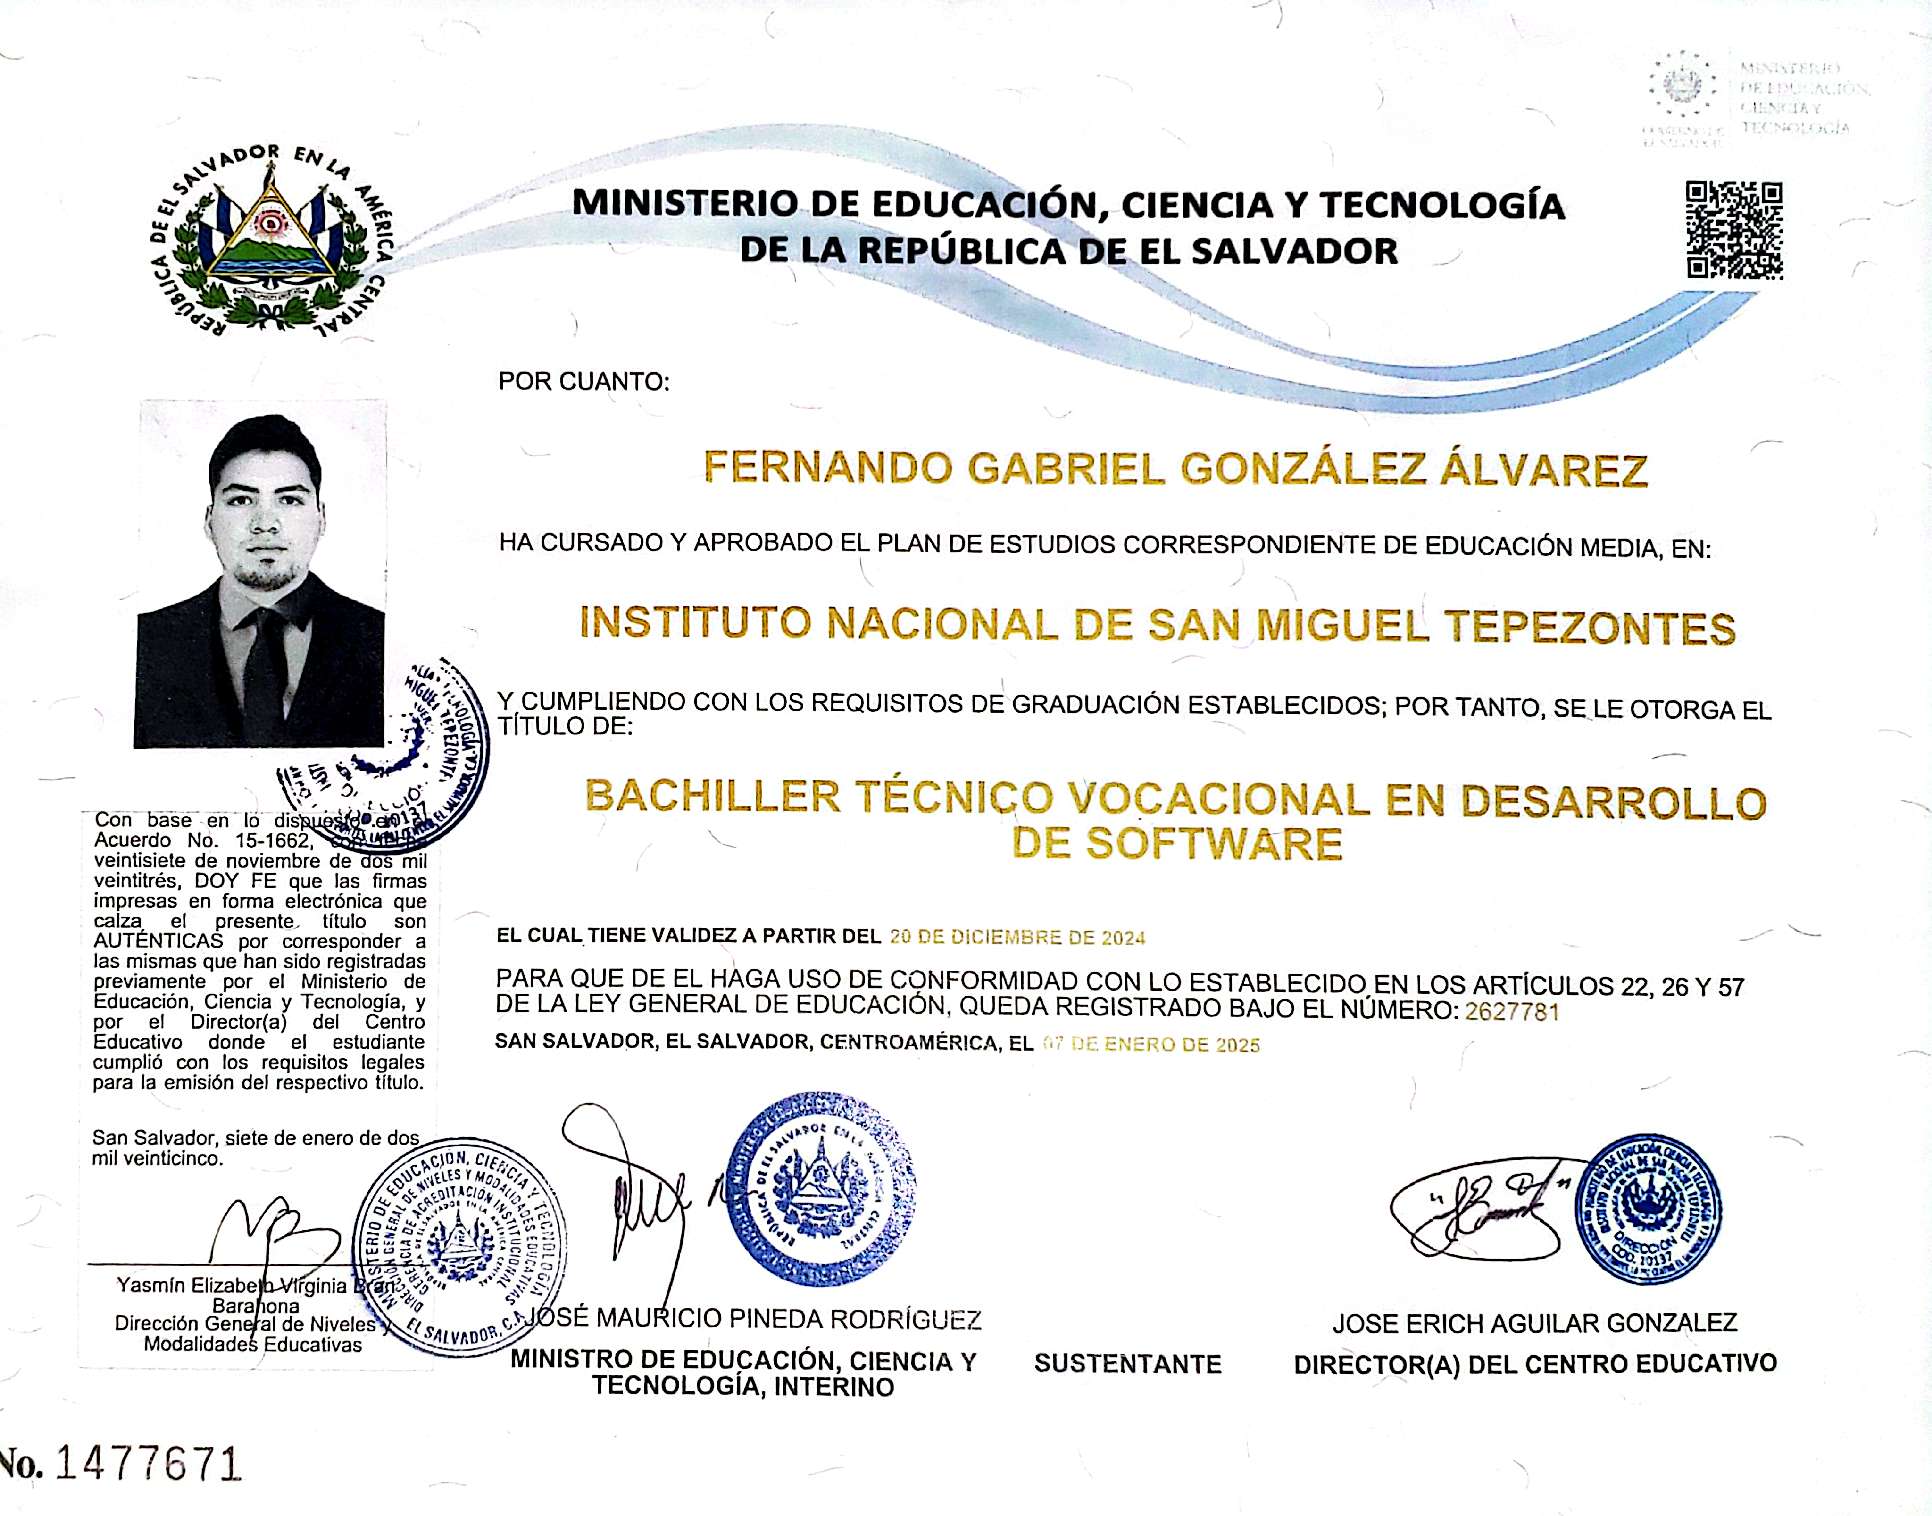 MINISTERIO
DE EDUCACIÓN,
CIENCIA Y
TECNOLOGÍA
GOBIERNO DE
EL SALVADOR
REPÚBLICA DE EL SALVADOR EN LA AMÉRICA CENTRAL
MINISTERIO DE EDUCACIÓN, CIENCIA Y TECNOLOGÍA
DE LA REPÚBLICA DE EL SALVADOR
POR CUANTO:
FERNANDO GABRIEL GONZÁLEZ ÁLVAREZ
HA CURSADO Y APROBADO EL PLAN DE ESTUDIOS CORRESPONDIENTE DE EDUCACIÓN MEDIA, EN:
INSTITUTO NACIONAL DE SAN MIGUEL TEPEZONTES
Y CUMPLIENDO CON LOS REQUISITOS DE GRADUACIÓN ESTABLECIDOS; POR TANTO, SE LE OTORGA EL
TÍTULO DE:
BACHILLER TÉCNICO VOCACIONAL EN DESARROLLO
DE SOFTWARE
EL CUAL TIENE VALIDEZ A PARTIR DEL 20 DE DICIEMBRE DE 2024
PARA QUE DE EL HAGA USO DE CONFORMIDAD CON LO ESTABLECIDO EN LOS ARTÍCULOS 22, 26 Y 57
DE LA LEY GENERAL DE EDUCACIÓN, QUEDA REGISTRADO BAJO EL NÚMERO: 2627781
SAN SALVADOR, EL SALVADOR, CENTROAMÉRICA, EL 07 DE ENERO DE 2025
Con base en lo dispuesto en
Acuerdo No. 15-1662,
veintisiete de noviembre de dos mil
veintitrés, DOY FE que las firmas
impresas en forma electrónica que
calza el presente título son
AUTÉNTICAS por corresponder a
las mismas que han sido registradas
previamente por el Ministerio de
Educación, Ciencia y Tecnología, y
por el Director(a) del Centro
Educativo donde el estudiante
cumplió con los requisitos legales
para la emisión del respectivo título.
San Salvador, siete de enero de dos
mil veinticinco.
Yasmín Elizabeth Virginia Bran
Barahona
Dirección General de Niveles y
Modalidades Educativas
MINISTERIO DE EDUCACIÓN, CIENCIA Y TECNOLOGÍA
DIRECCIÓN GENERAL DE NIVELES Y MODALIDADES EDUCATIVAS
GERENCIA DE ACREDITACIÓN INSTITUCIONAL
EL SALVADOR, C.A.
REPÚBLICA DE EL SALVADOR EN LA AMÉRICA CENTRAL
DIRECCIÓN
COD. 10137
JOSÉ MAURICIO PINEDA RODRÍGUEZ
MINISTRO DE EDUCACIÓN, CIENCIA Y
TECNOLOGÍA, INTERINO
SUSTENTANTE
JOSE ERICH AGUILAR GONZALEZ
DIRECTOR(A) DEL CENTRO EDUCATIVO
No. 1477671